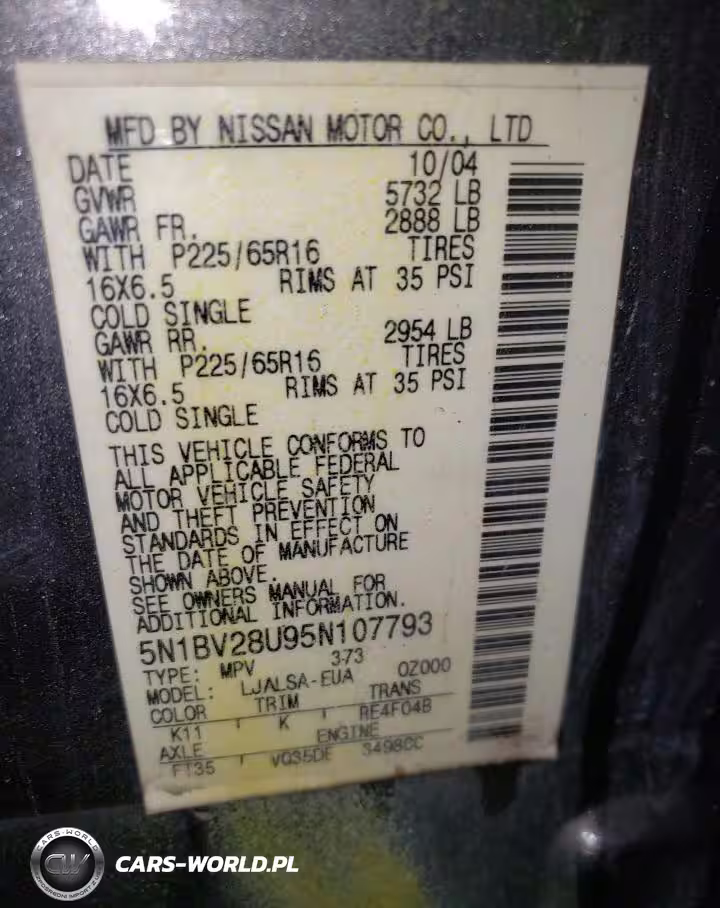 MFD BY NISSAN MOTOR CO., LTD
DATE 10/04
GVWR 5732 LB
GAWR FR. 2888 LB
WITH P225/65R16 TIRES
16X6.5 RIMS AT 35 PSI
COLD SINGLE
GAWR RR. 2954 LB
WITH P225/65R16 TIRES
16X6.5 RIMS AT 35 PSI
COLD SINGLE
THIS VEHICLE CONFORMS TO
ALL APPLICABLE FEDERAL
MOTOR VEHICLE SAFETY
AND THEFT PREVENTION
STANDARDS IN EFFECT ON
THE DATE OF MANUFACTURE
SHOWN ABOVE.
SEE OWNERS MANUAL FOR
ADDITIONAL INFORMATION.
5N1BV28U95N107793
TYPE: MPV 373
MODEL: LJALSA-EUA 0Z000
COLOR TRIM TRANS
K11 K RE4F04B
AXLE ENGINE
FT35 VQ35DE 3498CC
CARS-WORLD
CW
CARS-WORLD.PL